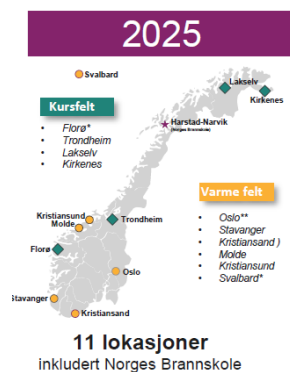 2025
Svalbard
Lakselv
Kirkenes
Kursfelt
Harstad-Narvik
(Norges Brannskole)
• Florø*
• Trondheim
• Lakselv
• Kirkenes
Varme felt
• Oslo**
• Stavanger
• Kristiansand )
• Molde
• Kristiansund
• Svalbard*
Kristiansund
Molde
Trondheim
Florø
Oslo
Stavanger
Kristiansand
11 lokasjoner
inkludert Norges Brannskole